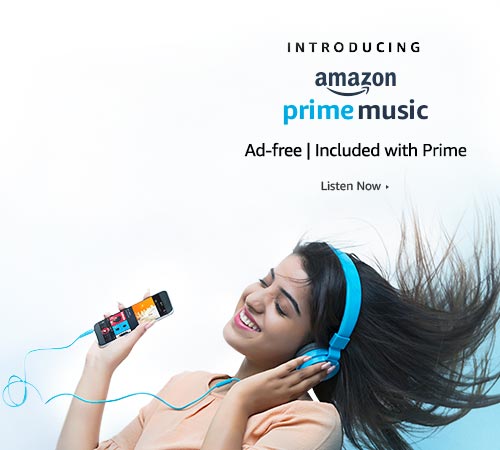 INTRODUCING
amazon
prime music
Ad-free | Included with Prime
Listen Now ▸